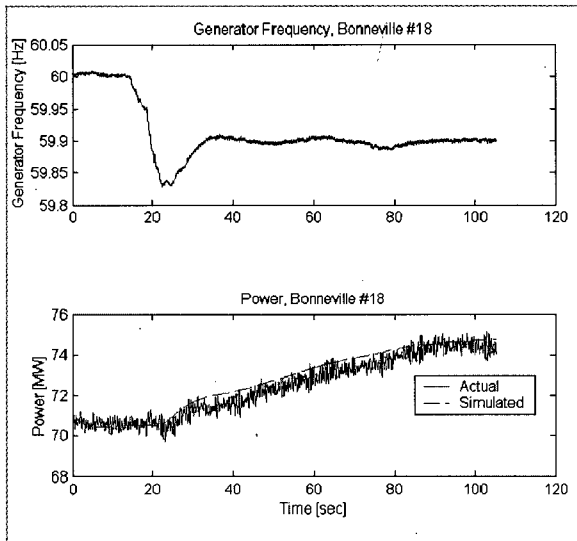 Generator Frequency, Bonneville #18
Generator Frequency [Hz]
60.05
60
59.95
59.9
59.85
59.8
0 20 40 60 80 100 120
Power, Bonneville #18
Power [MW]
76
74
72
70
68
Actual
Simulated
0 20 40 60 80 100 120
Time [sec]